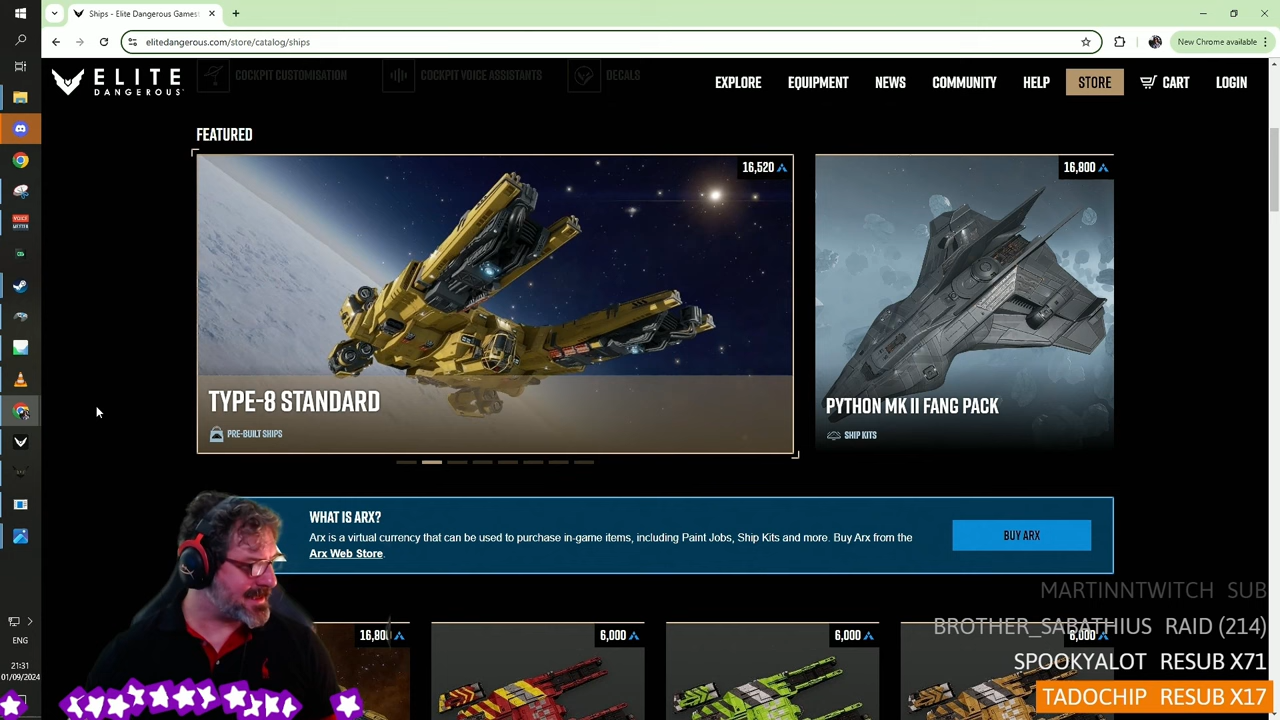 Ships - Elite Dangerous Gamest
elitedangerous.com/store/catalog/ships
New Chrome available
ELITE
DANGEROUS
COCKPIT CUSTOMISATION
COCKPIT VOICE ASSISTANTS
DECALS
EXPLORE
EQUIPMENT
NEWS
COMMUNITY
HELP
STORE
CART
LOGIN
FEATURED
16,520
TYPE-8 STANDARD
PRE-BUILT SHIPS
16,800
PYTHON MK II FANG PACK
SHIP KITS
WHAT IS ARX?
Arx is a virtual currency that can be used to purchase in-game items, including Paint Jobs, Ship Kits and more. Buy Arx from the
Arx Web Store.
BUY ARX
16,800
6,000
6,000
6,000
MARTINNTWITCH SUB
BROTHER_SABATHIUS RAID (214)
SPOOKYALOT RESUB X71
TADOCHIP RESUB X17
VOICE
MEETER
ENG
21:31
01/09/2024